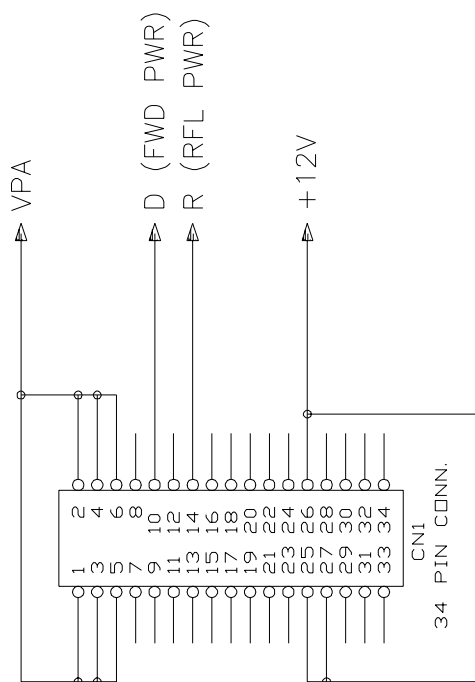 VPA
D (FWD PWR)
R (RFL PWR)
+12V
1 2
3 4
5 6
7 8
9 10
11 12
13 14
15 16
17 18
19 20
21 22
23 24
25 26
27 28
29 30
31 32
33 34
CN1
34 PIN CONN.